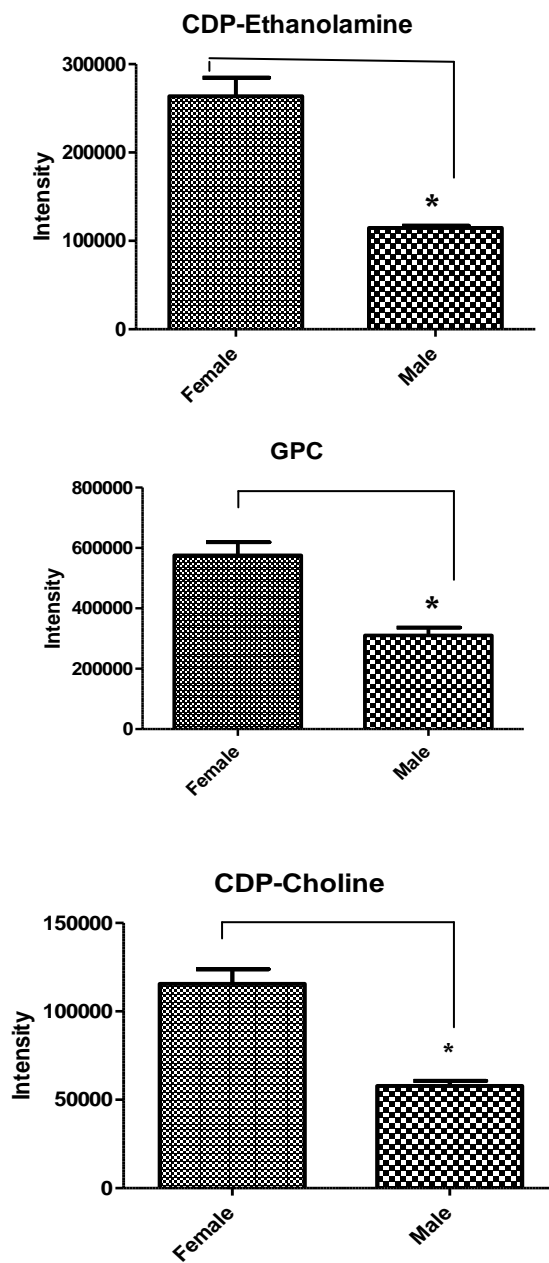 CDP-Ethanolamine
300000
200000
100000
0
Intensity
*
Female
Male
GPC
800000
600000
400000
200000
0
Intensity
*
Female
Male
CDP-Choline
150000
100000
50000
0
Intensity
*
Female
Male